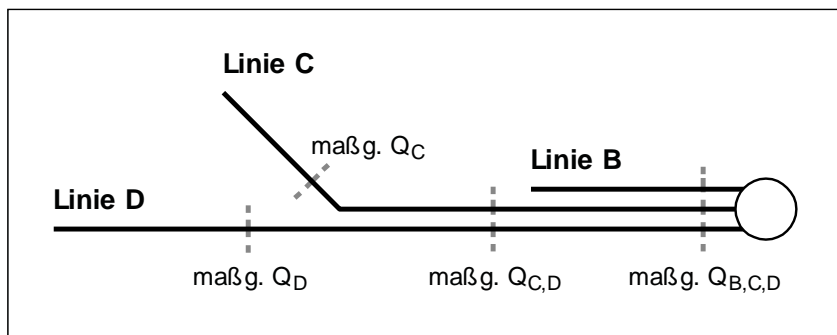 Linie C
maßg. Q_C
Linie B
Linie D
maßg. Q_D
maßg. Q_C,D
maßg. Q_B,C,D